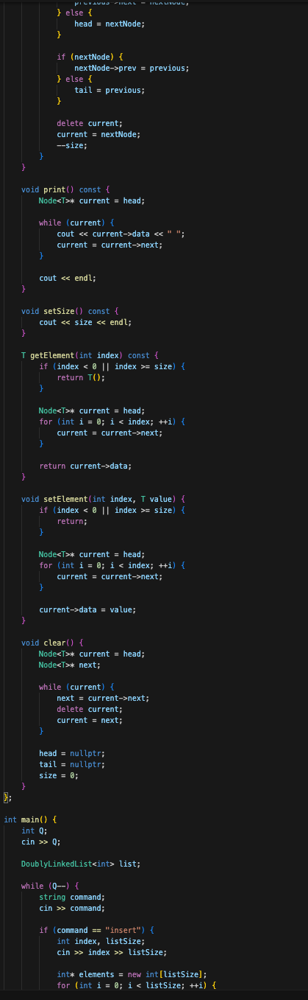 previous->next = nextNode;
} else {
head = nextNode;
}
if (nextNode) {
nextNode->prev = previous;
} else {
tail = previous;
}
delete current;
current = nextNode;
--size;
}
}
void print() const {
Node<T>* current = head;
while (current) {
cout << current->data << " ";
current = current->next;
}
cout << endl;
}
void setSize() const {
cout << size << endl;
}
T getElement(int index) const {
if (index < 0 || index >= size) {
return T();
}
Node<T>* current = head;
for (int i = 0; i < index; ++i) {
current = current->next;
}
return current->data;
}
void setElement(int index, T value) {
if (index < 0 || index >= size) {
return;
}
Node<T>* current = head;
for (int i = 0; i < index; ++i) {
current = current->next;
}
current->data = value;
}
void clear() {
Node<T>* current = head;
Node<T>* next;
while (current) {
next = current->next;
delete current;
current = next;
}
head = nullptr;
tail = nullptr;
size = 0;
}
};
int main() {
int Q;
cin >> Q;
DoublyLinkedList<int> list;
while (Q--) {
string command;
cin >> command;
if (command == "insert") {
int index, listSize;
cin >> index >> listSize;
int* elements = new int[listSize];
for (int i = 0; i < listSize; ++i) {